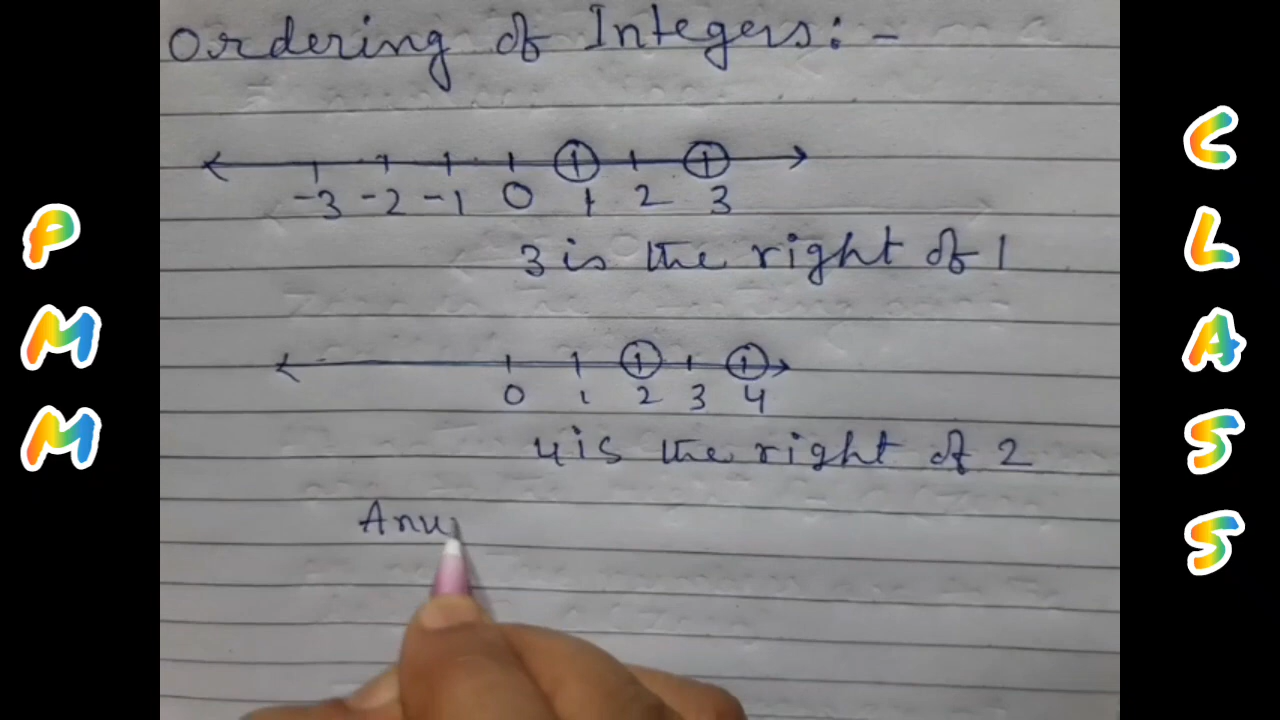 Ordering of Integers : -
-3 -2 -1 0 1 2 3
3 is the right of 1
0 1 2 3 4
4 is the right of 2
PMM
CLASS